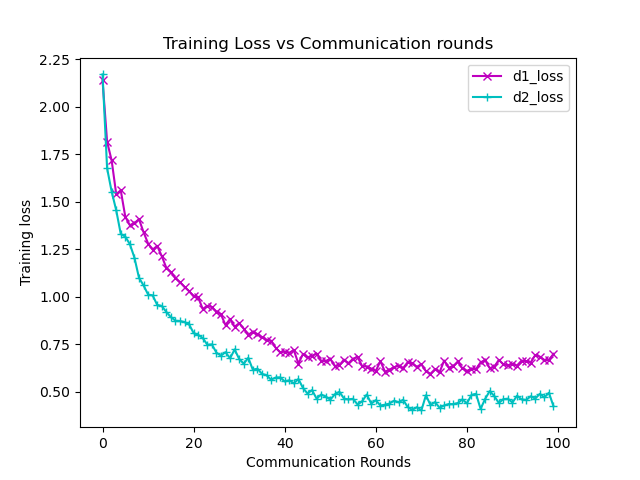 Training Loss vs Communication rounds
d1_loss
d2_loss
Training loss
2.25
2.00
1.75
1.50
1.25
1.00
0.75
0.50
0 20 40 60 80 100
Communication Rounds